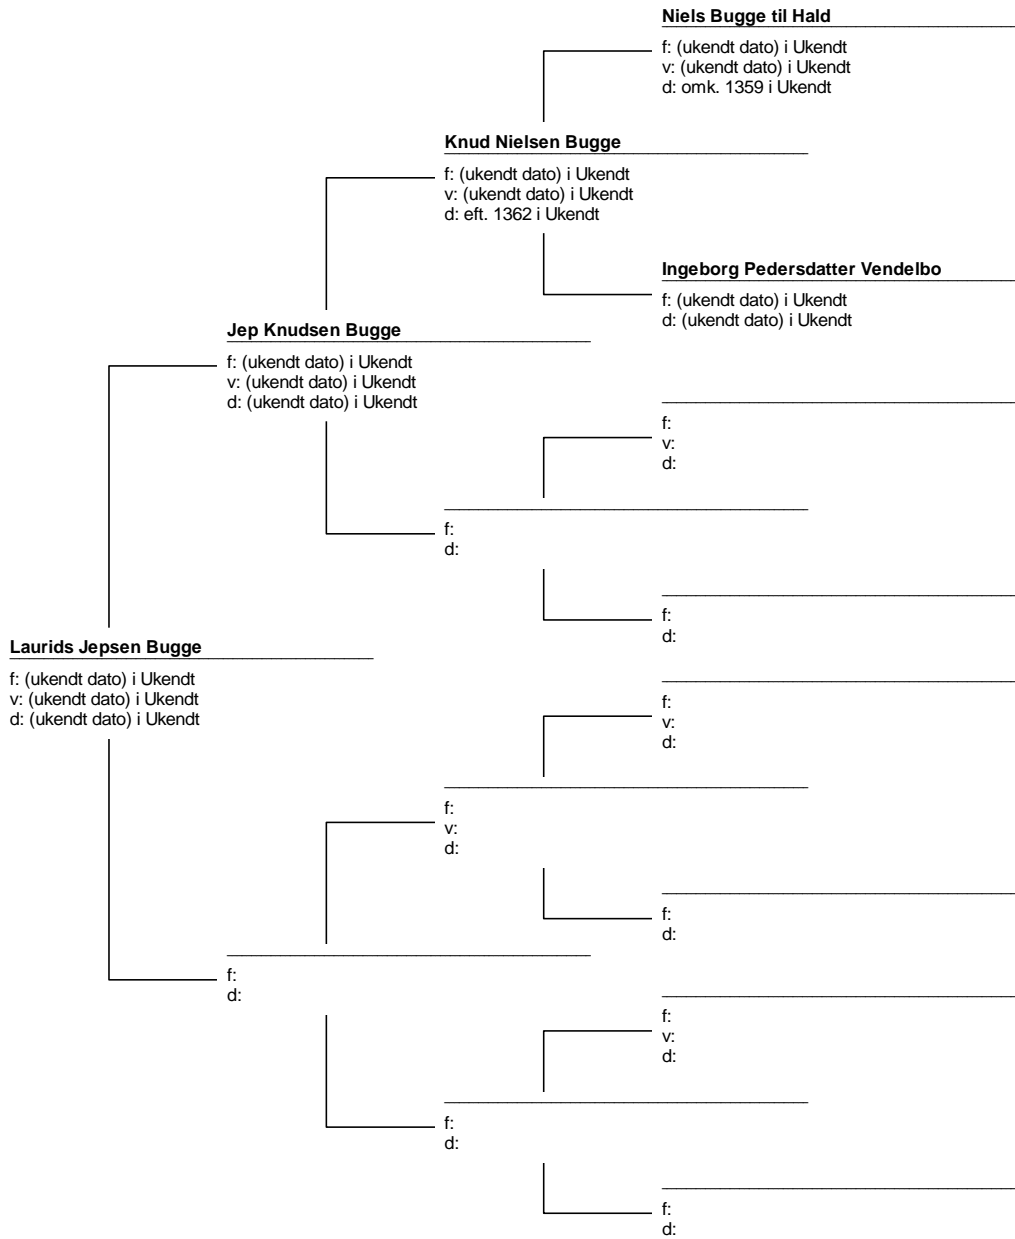 Niels Bugge til Hald
f: (ukendt dato) i Ukendt
v: (ukendt dato) i Ukendt
d: omk. 1359 i Ukendt
Knud Nielsen Bugge
f: (ukendt dato) i Ukendt
v: (ukendt dato) i Ukendt
d: eft. 1362 i Ukendt
Ingeborg Pedersdatter Vendelbo
f: (ukendt dato) i Ukendt
d: (ukendt dato) i Ukendt
Jep Knudsen Bugge
f: (ukendt dato) i Ukendt
v: (ukendt dato) i Ukendt
d: (ukendt dato) i Ukendt
f:
v:
d:
f:
d:
f:
d:
Laurids Jepsen Bugge
f: (ukendt dato) i Ukendt
v: (ukendt dato) i Ukendt
d: (ukendt dato) i Ukendt
f:
v:
d:
f:
v:
d:
f:
d:
f:
d:
f:
v:
d:
f:
d:
f:
d: